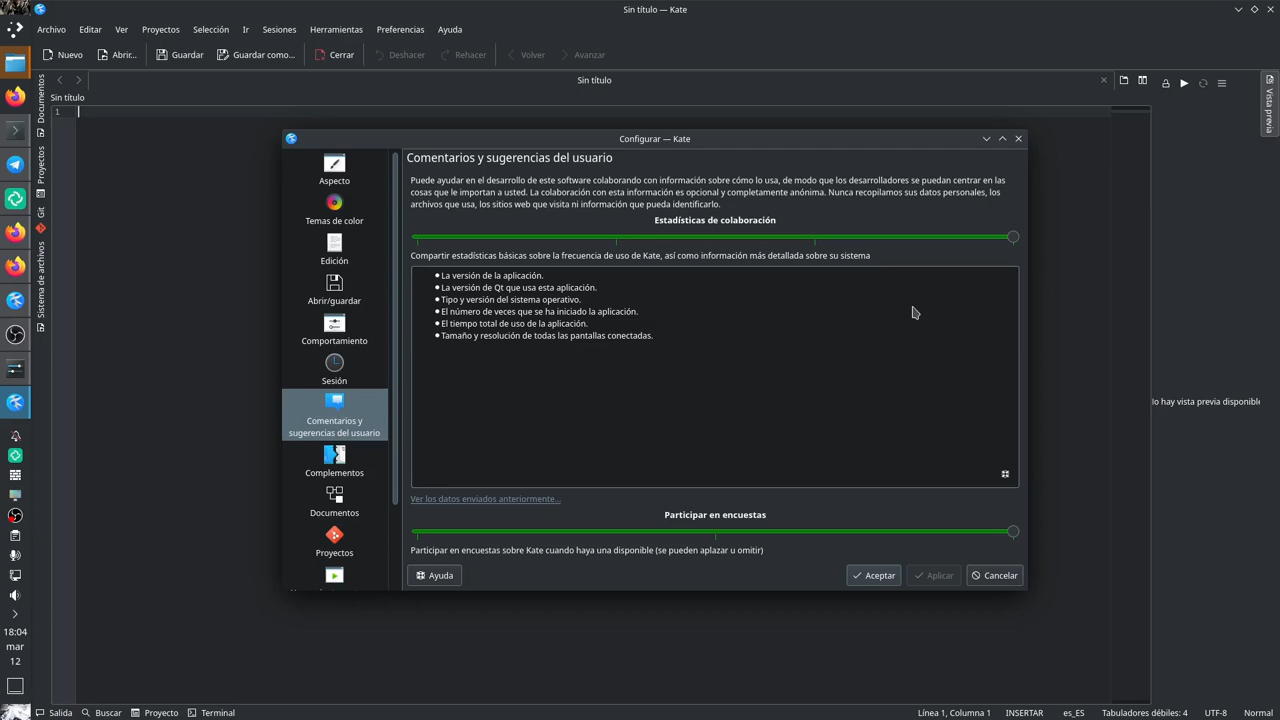 Sin título — Kate
Archivo Editar Ver Proyectos Selección Ir Sesiones Herramientas Preferencias Ayuda
Nuevo Abrir... Guardar Guardar como... Cerrar Deshacer Rehacer Volver Avanzar
Sin título
Sin título
1
Documentos
Proyectos
Git
Sistema de archivos
Vista previa
Configurar — Kate
Aspecto
Temas de color
Edición
Abrir/guardar
Comportamiento
Sesión
Comentarios y
sugerencias del usuario
Complementos
Documentos
Proyectos
Comentarios y sugerencias del usuario
Puede ayudar en el desarrollo de este software colaborando con información sobre cómo lo usa, de modo que los desarrolladores se puedan centrar en las
cosas que le importan a usted. La colaboración con esta información es opcional y completamente anónima. Nunca recopilamos sus datos personales, los
archivos que usa, los sitios web que visita ni información que pueda identificarlo.
Estadísticas de colaboración
Compartir estadísticas básicas sobre la frecuencia de uso de Kate, así como información más detallada sobre su sistema
• La versión de la aplicación.
• La versión de Qt que usa esta aplicación.
• Tipo y versión del sistema operativo.
• El número de veces que se ha iniciado la aplicación.
• El tiempo total de uso de la aplicación.
• Tamaño y resolución de todas las pantallas conectadas.
Ver los datos enviados anteriormente...
Participar en encuestas
Participar en encuestas sobre Kate cuando haya una disponible (se pueden aplazar u omitir)
Ayuda Aceptar Aplicar Cancelar
lo hay vista previa disponible
18:04
mar
12
Salida Buscar Proyecto Terminal Línea 1, Columna 1 INSERTAR es_ES Tabuladores débiles: 4 UTF-8 Normal